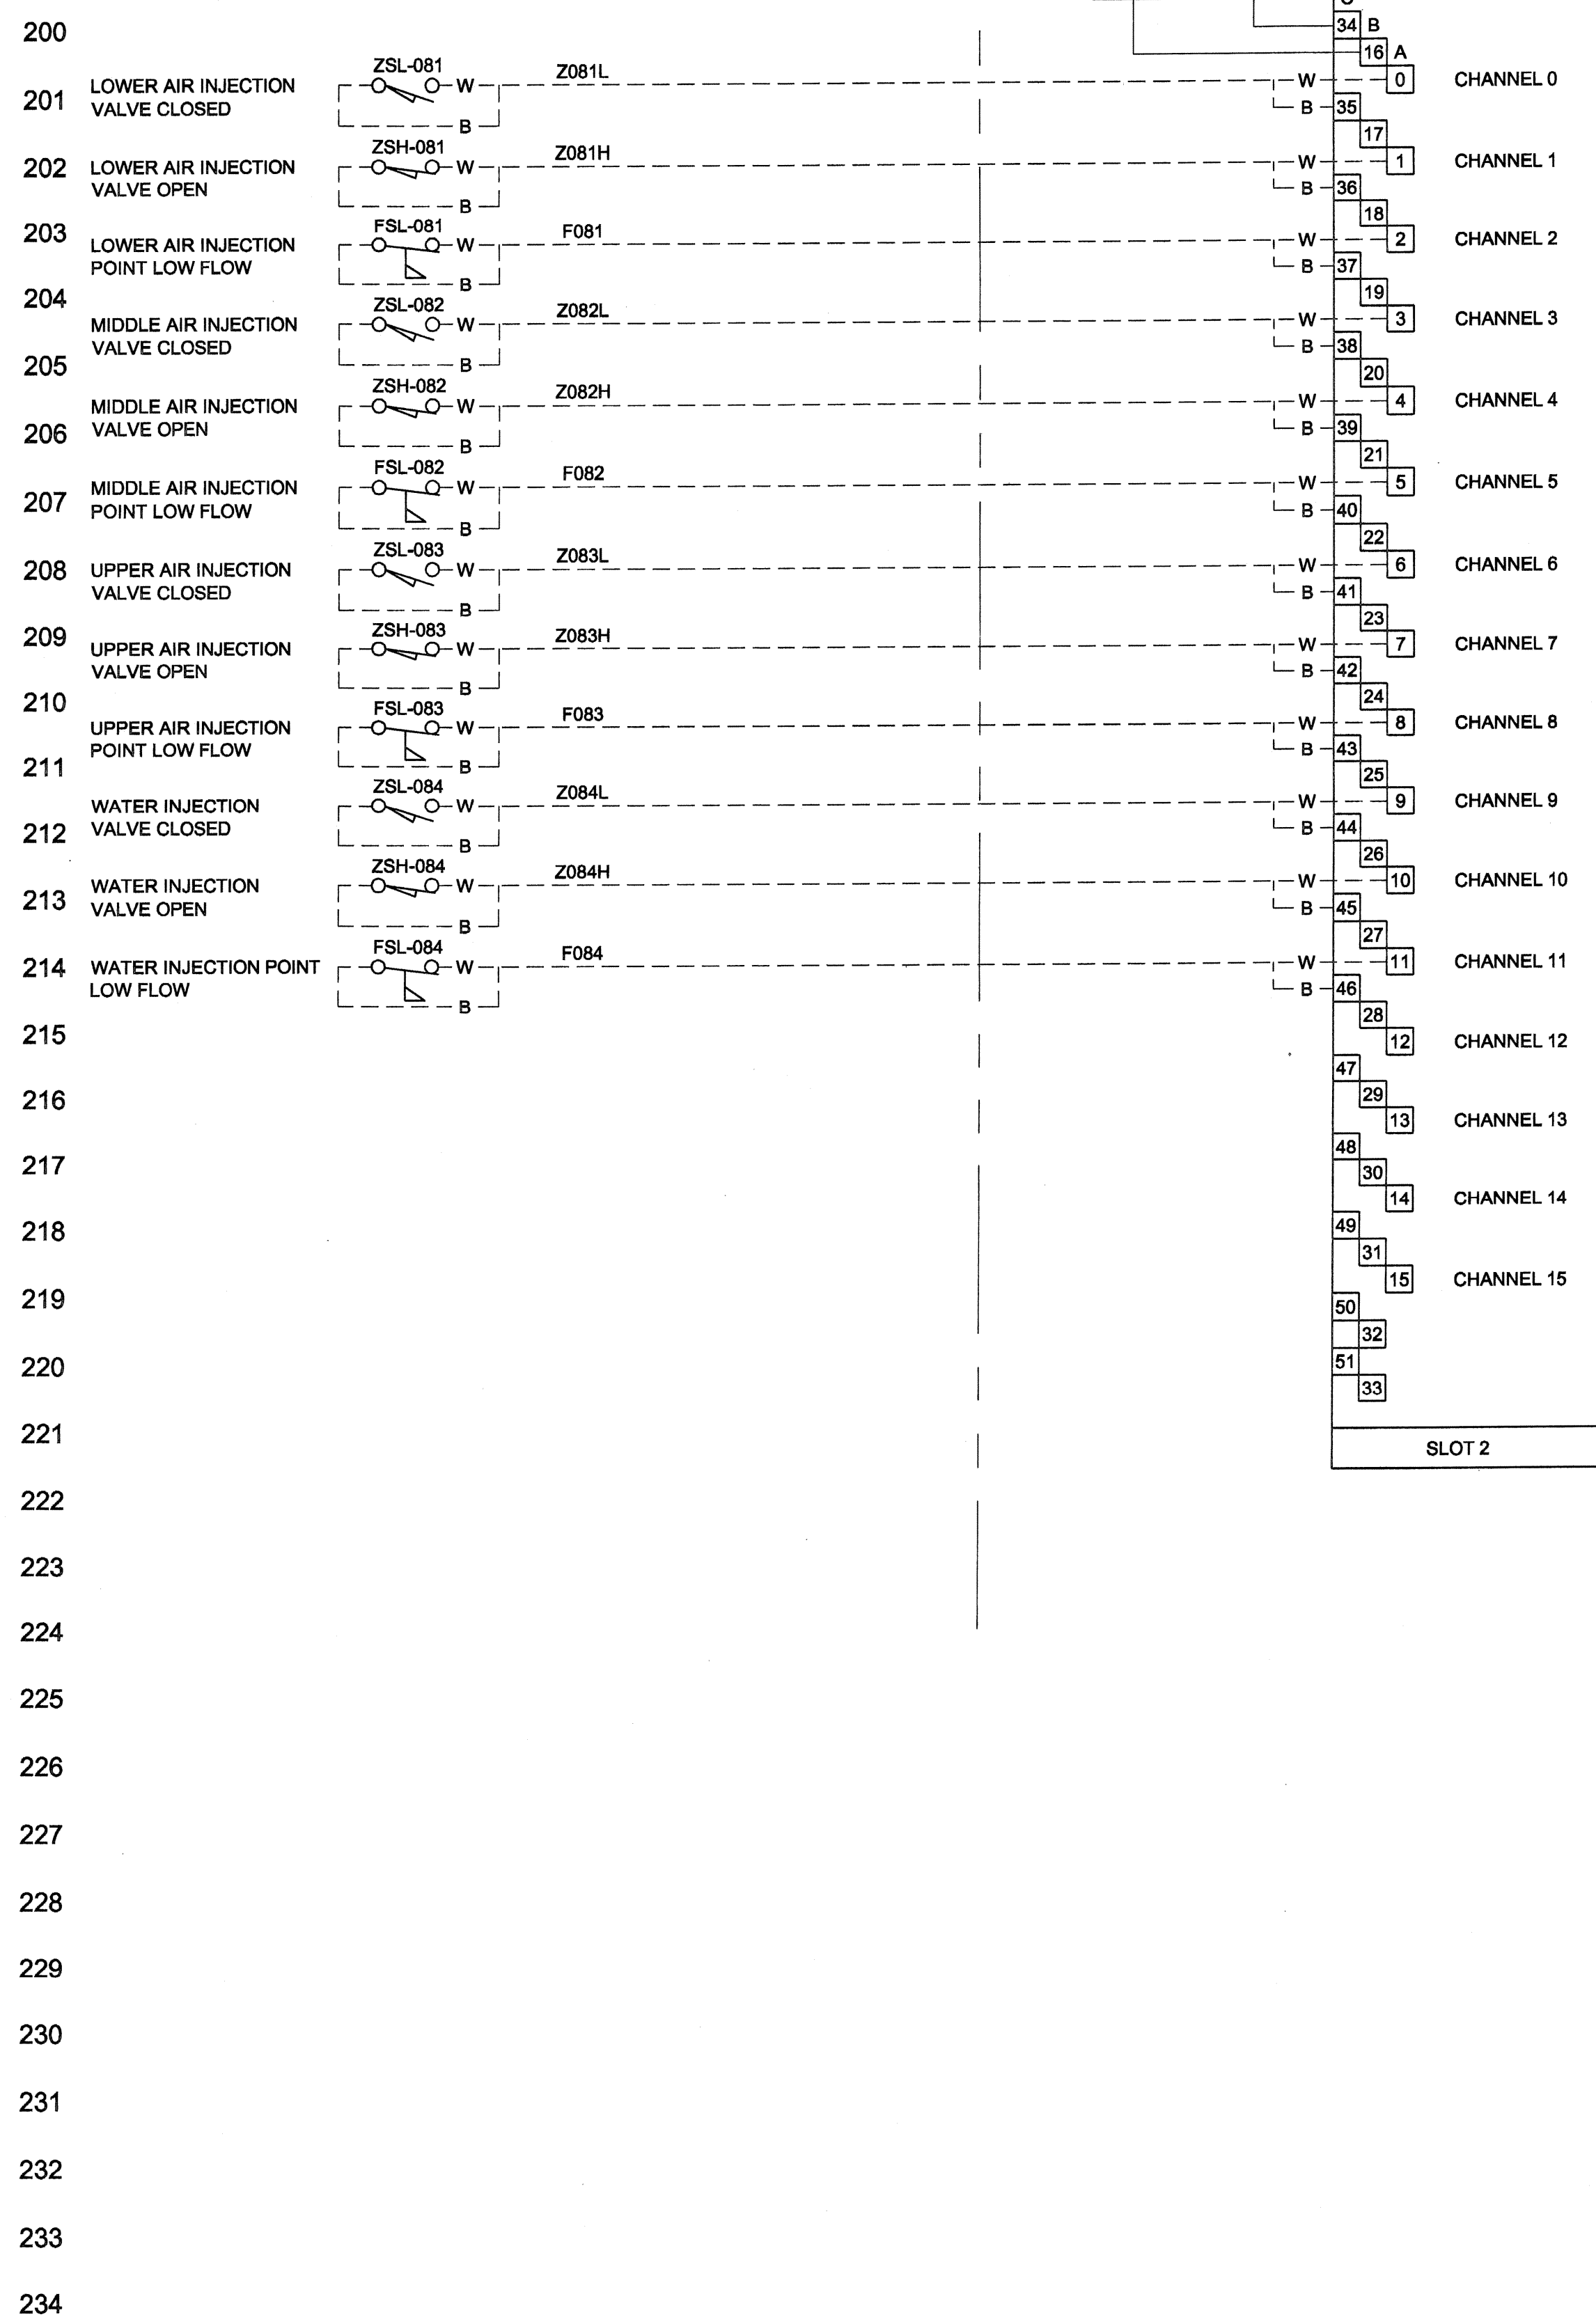 200
34 B
16 A
ZSL-081
LOWER AIR INJECTION
VALVE CLOSED
W
Z081L
W
0
CHANNEL 0
201
B
B
35
17
ZSH-081
202
LOWER AIR INJECTION
VALVE OPEN
W
Z081H
W
1
CHANNEL 1
B
B
36
18
FSL-081
203
LOWER AIR INJECTION
POINT LOW FLOW
W
F081
W
2
CHANNEL 2
B
B
37
19
204
ZSL-082
MIDDLE AIR INJECTION
VALVE CLOSED
W
Z082L
W
3
CHANNEL 3
205
B
B
38
20
ZSH-082
MIDDLE AIR INJECTION
VALVE OPEN
W
Z082H
W
4
CHANNEL 4
206
B
B
39
21
FSL-082
207
MIDDLE AIR INJECTION
POINT LOW FLOW
W
F082
W
5
CHANNEL 5
B
B
40
22
ZSL-083
208
UPPER AIR INJECTION
VALVE CLOSED
W
Z083L
W
6
CHANNEL 6
B
B
41
23
ZSH-083
209
UPPER AIR INJECTION
VALVE OPEN
W
Z083H
W
7
CHANNEL 7
B
B
42
24
210
FSL-083
UPPER AIR INJECTION
POINT LOW FLOW
W
F083
W
8
CHANNEL 8
211
B
B
43
25
ZSL-084
WATER INJECTION
VALVE CLOSED
W
Z084L
W
9
CHANNEL 9
212
B
B
44
26
ZSH-084
213
WATER INJECTION
VALVE OPEN
W
Z084H
W
10
CHANNEL 10
B
B
45
27
FSL-084
214
WATER INJECTION POINT
LOW FLOW
W
F084
W
11
CHANNEL 11
B
B
46
28
215
12
CHANNEL 12
47
216
29
13
CHANNEL 13
48
217
30
14
CHANNEL 14
218
49
31
15
CHANNEL 15
219
50
32
220
51
33
221
SLOT 2
222
223
224
225
226
227
228
229
230
231
232
233
234